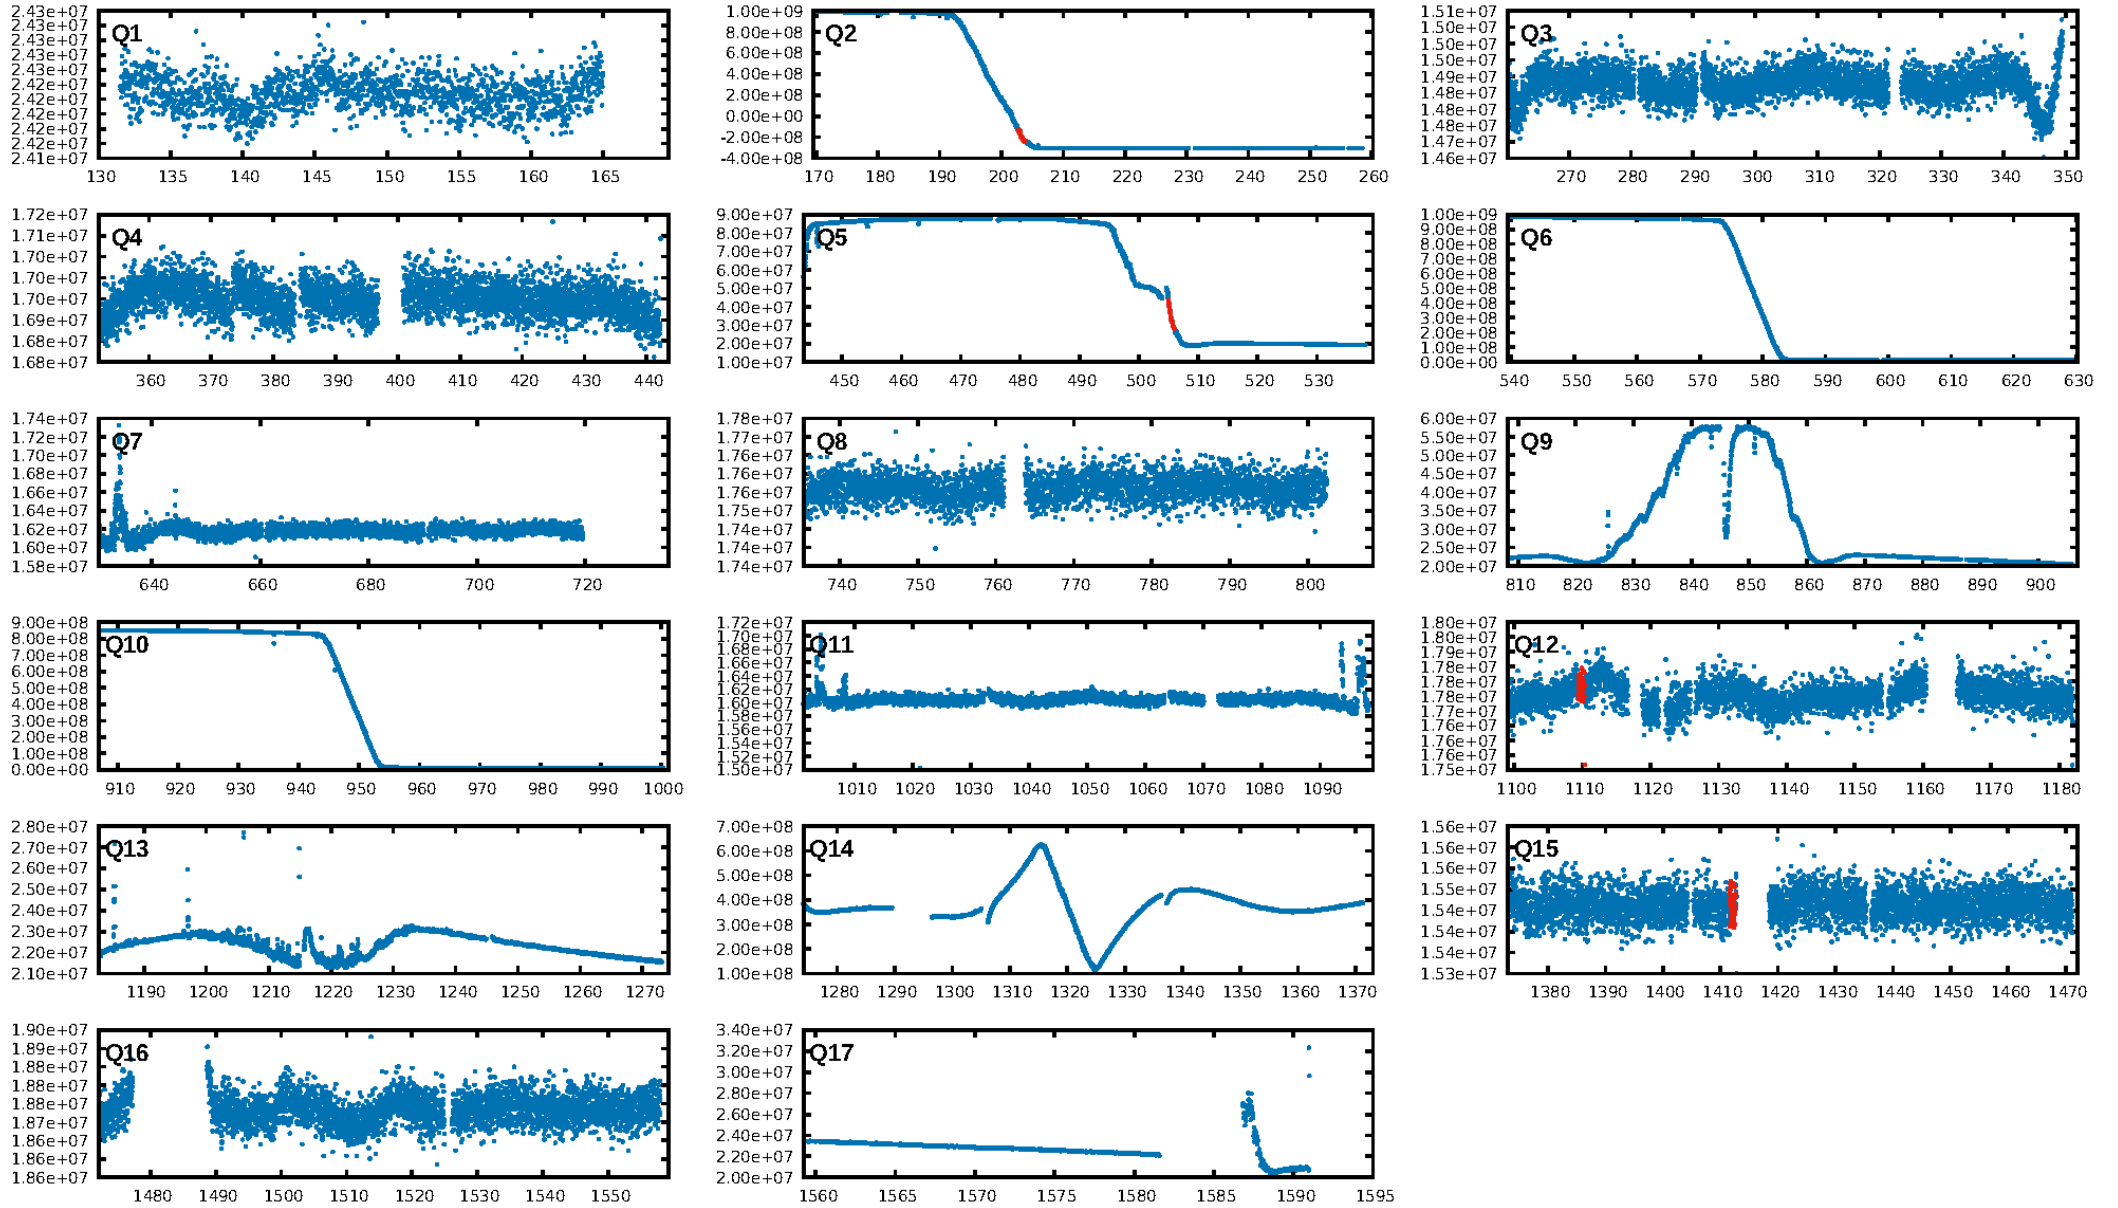 Q1
2.43e+07
2.43e+07
2.43e+07
2.43e+07
2.43e+07
2.42e+07
2.42e+07
2.42e+07
2.42e+07
2.42e+07
2.41e+07
130 135 140 145 150 155 160 165
Q2
1.00e+09
8.00e+08
6.00e+08
4.00e+08
2.00e+08
0.00e+00
-2.00e+08
-4.00e+08
170 180 190 200 210 220 230 240 250 260
Q3
1.51e+07
1.50e+07
1.50e+07
1.50e+07
1.49e+07
1.49e+07
1.48e+07
1.48e+07
1.47e+07
1.46e+07
270 280 290 300 310 320 330 340 350
Q4
1.72e+07
1.71e+07
1.70e+07
1.70e+07
1.70e+07
1.69e+07
1.68e+07
1.68e+07
360 370 380 390 400 410 420 430 440
Q5
9.00e+07
8.00e+07
7.00e+07
6.00e+07
5.00e+07
4.00e+07
3.00e+07
2.00e+07
1.00e+07
450 460 470 480 490 500 510 520 530
Q6
1.00e+09
9.00e+08
8.00e+08
7.00e+08
6.00e+08
5.00e+08
4.00e+08
3.00e+08
2.00e+08
1.00e+08
0.00e+00
540 550 560 570 580 590 600 610 620 630
Q7
1.74e+07
1.72e+07
1.70e+07
1.68e+07
1.66e+07
1.64e+07
1.62e+07
1.60e+07
1.58e+07
640 660 680 700 720
Q8
1.78e+07
1.77e+07
1.76e+07
1.76e+07
1.76e+07
1.75e+07
1.74e+07
1.74e+07
740 750 760 770 780 790 800
Q9
6.00e+07
5.50e+07
5.00e+07
4.50e+07
4.00e+07
3.50e+07
3.00e+07
2.50e+07
2.00e+07
810 820 830 840 850 860 870 880 890 900
Q10
9.00e+08
8.00e+08
7.00e+08
6.00e+08
5.00e+08
4.00e+08
3.00e+08
2.00e+08
1.00e+08
0.00e+00
910 920 930 940 950 960 970 980 990 1000
Q11
1.72e+07
1.70e+07
1.68e+07
1.66e+07
1.64e+07
1.62e+07
1.60e+07
1.58e+07
1.56e+07
1.54e+07
1.52e+07
1.50e+07
1010 1020 1030 1040 1050 1060 1070 1080 1090
Q12
1.80e+07
1.80e+07
1.79e+07
1.78e+07
1.78e+07
1.78e+07
1.77e+07
1.76e+07
1.76e+07
1.76e+07
1.75e+07
1100 1110 1120 1130 1140 1150 1160 1170 1180
Q13
2.80e+07
2.70e+07
2.60e+07
2.50e+07
2.40e+07
2.30e+07
2.20e+07
2.10e+07
1190 1200 1210 1220 1230 1240 1250 1260 1270
Q14
7.00e+08
6.00e+08
5.00e+08
4.00e+08
3.00e+08
2.00e+08
1.00e+08
1280 1290 1300 1310 1320 1330 1340 1350 1360 1370
Q15
1.56e+07
1.56e+07
1.55e+07
1.55e+07
1.54e+07
1.54e+07
1.53e+07
1380 1390 1400 1410 1420 1430 1440 1450 1460 1470
Q16
1.90e+07
1.89e+07
1.88e+07
1.88e+07
1.88e+07
1.87e+07
1.86e+07
1.86e+07
1.86e+07
1480 1490 1500 1510 1520 1530 1540 1550
Q17
3.40e+07
3.20e+07
3.00e+07
2.80e+07
2.60e+07
2.40e+07
2.20e+07
2.00e+07
1560 1565 1570 1575 1580 1585 1590 1595